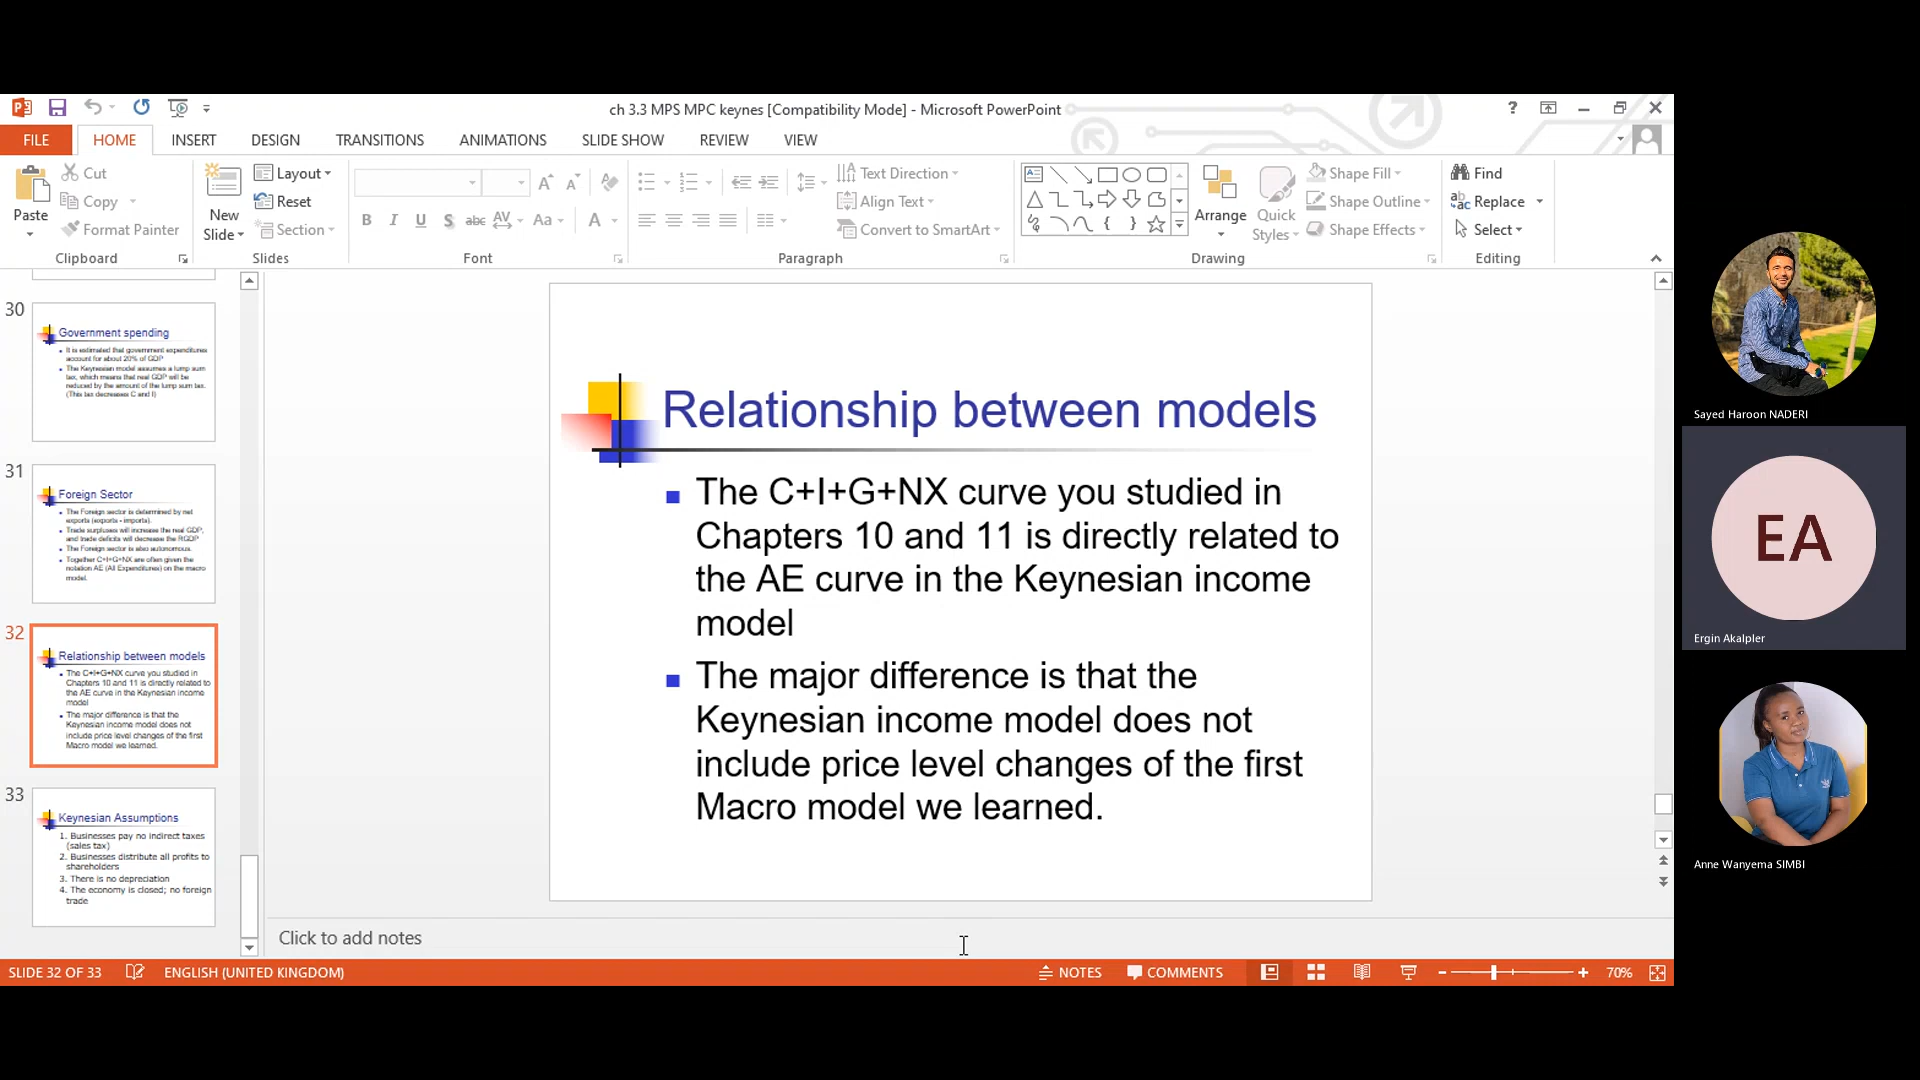 ch 3.3 MPS MPC keynes [Compatibility Mode] - Microsoft PowerPoint
?
FILE
HOME
INSERT
DESIGN
TRANSITIONS
ANIMATIONS
SLIDE SHOW
REVIEW
VIEW
Paste
Cut
Copy
Format Painter
Clipboard
New
Slide
Layout
Reset
Section
Slides
B I U S abc AV Aa A
Font
Text Direction
Align Text
Convert to SmartArt
Paragraph
Arrange
Quick
Styles
Shape Fill
Shape Outline
Shape Effects
Drawing
Find
Replace
Select
Editing
30
Government spending
It is estimated that government expenditures
account for about 20% of GDP
The Keynesian model assumes a lump sum
tax, which means that real GDP will be
reduced by the amount of the lump sum tax.
(This tax decreases C and I)
31
Foreign Sector
The Foreign sector is determined by net
exports (exports - imports).
Trade surpluses will increase the real GDP,
and trade deficits will decrease the RGDP
The Foreign sector is also autonomous.
Together C+I+G+NX are often given the
notation AE (All Expenditures) on the macro
model.
32
Relationship between models
The C+I+G+NX curve you studied in
Chapters 10 and 11 is directly related to
the AE curve in the Keynesian income
model
The major difference is that the
Keynesian income model does not
include price level changes of the first
Macro model we learned.
33
Keynesian Assumptions
1. Businesses pay no indirect taxes
(sales tax)
2. Businesses distribute all profits to
shareholders
3. There is no depreciation
4. The economy is closed; no foreign
trade
Relationship between models
The C+I+G+NX curve you studied in
Chapters 10 and 11 is directly related to
the AE curve in the Keynesian income
model
The major difference is that the
Keynesian income model does not
include price level changes of the first
Macro model we learned.
Click to add notes
SLIDE 32 OF 33
ENGLISH (UNITED KINGDOM)
NOTES
COMMENTS
70%
Sayed Haroon NADERI
EA
Ergin Akalpler
Anne Wanyema SIMBI